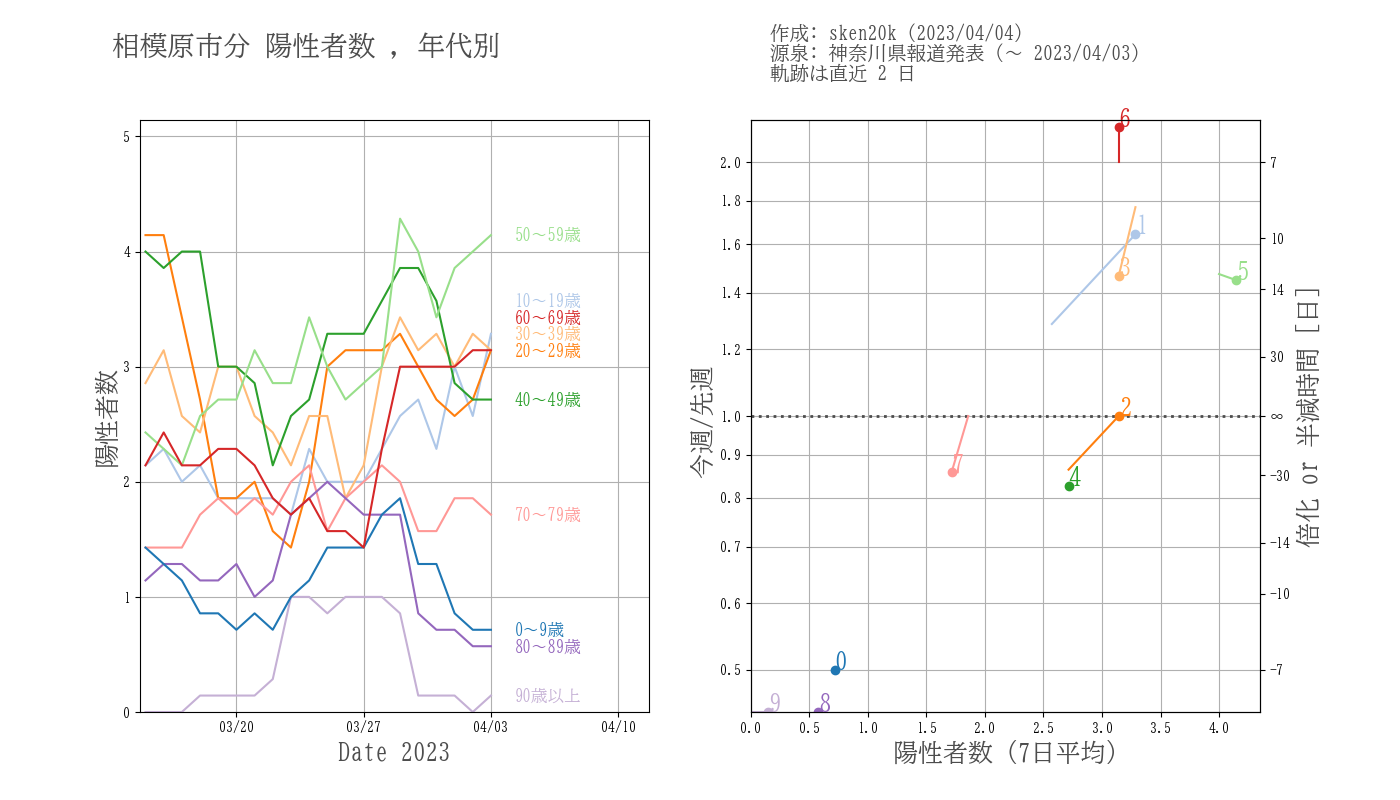 相模原市分 陽性者数 , 年代別
作成: sken20k (2023/04/04)
源泉: 神奈川県報道発表 (～ 2023/04/03)
軌跡は直近 2 日
陽性者数
5
4
3
2
1
0
03/20
03/27
04/03
04/10
Date 2023
50～59歳
10～19歳
60～69歳
30～39歳
20～29歳
40～49歳
70～79歳
0～9歳
80～89歳
90歳以上
今週/先週
2.0
1.8
1.6
1.4
1.2
1.0
0.9
0.8
0.7
0.6
0.5
6
1
3
5
2
7
4
0
9
8
0.0
0.5
1.0
1.5
2.0
2.5
3.0
3.5
4.0
陽性者数 (7日平均)
7
10
14
30
∞
−30
−14
−10
−7
倍化 or 半減時間 [日]